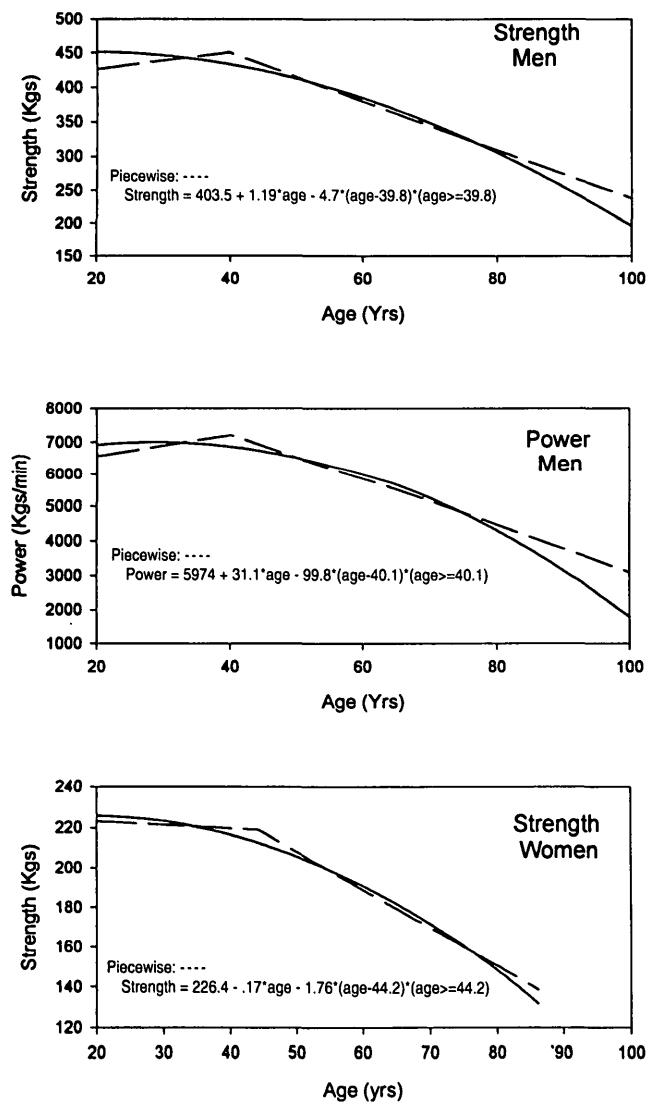 500
450
400
350
300
250
200
150
Strength (Kgs)
Strength
Men
Piecewise: ----
Strength = 403.5 + 1.19*age - 4.7*(age-39.8)*(age>=39.8)
20 40 60 80 100
Age (Yrs)
8000
7000
6000
5000
4000
3000
2000
1000
Power (Kgs/min)
Power
Men
Piecewise: ----
Power = 5974 + 31.1*age - 99.8*(age-40.1)*(age>=40.1)
20 40 60 80 100
Age (Yrs)
240
220
200
180
160
140
120
Strength (Kgs)
Strength
Women
Piecewise: ----
Strength = 226.4 - .17*age - 1.76*(age-44.2)*(age>=44.2)
20 30 40 50 60 70 80 '90 100
Age (yrs)